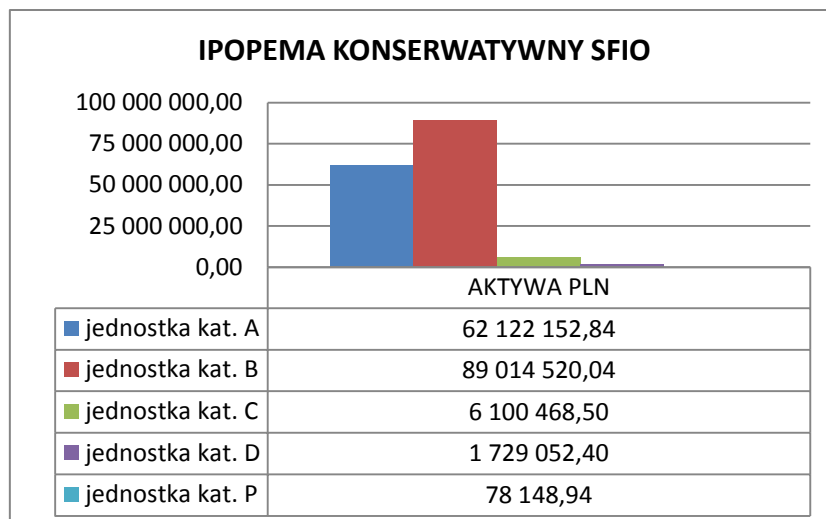 IPOPEMA KONSERWATYWNY SFIO
100 000 000,00
75 000 000,00
50 000 000,00
25 000 000,00
0,00
AKTYWA PLN
jednostka kat. A 62 122 152,84
jednostka kat. B 89 014 520,04
jednostka kat. C 6 100 468,50
jednostka kat. D 1 729 052,40
jednostka kat. P 78 148,94